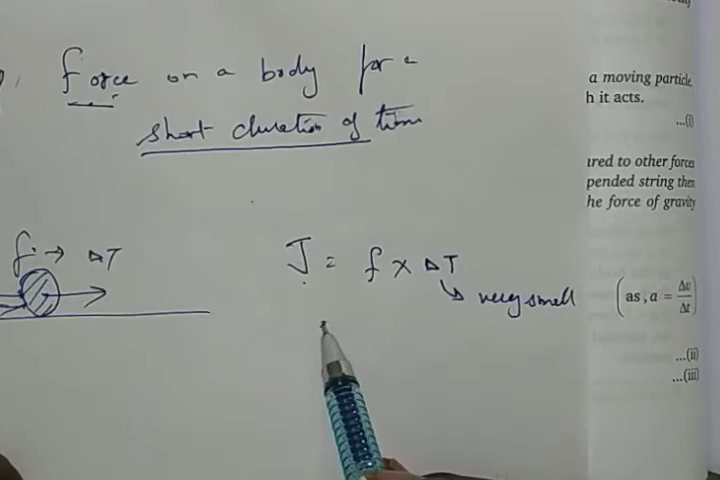 force on a body for a
short duration of time
f → ΔT
J = f × ΔT
↳ very small
a moving particle,
h it acts.
...(i)
ired to other forces
pended string then
he force of gravity
(as, a = Δv/Δt)
...(ii)
...(iii)